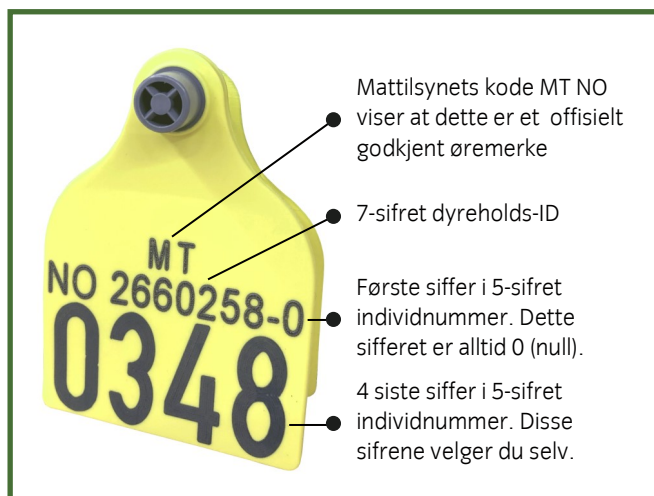 MT
NO 2660258-0
0348
Mattilsynets kode MT NO
viser at dette er et offisielt
godkjent øremerke
7-sifret dyreholds-ID
Første siffer i 5-sifret
individnummer. Dette
sifferet er alltid 0 (null).
4 siste siffer i 5-sifret
individnummer. Disse
sifrene velger du selv.